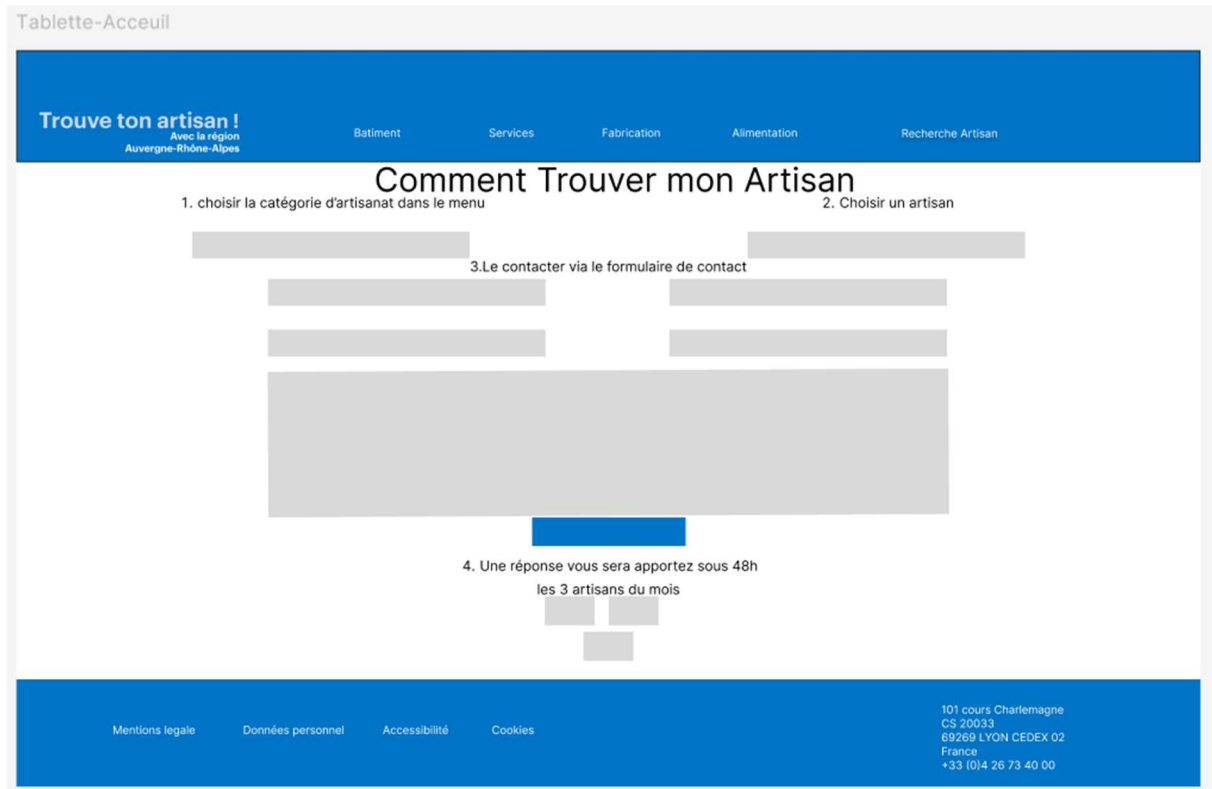 Tablette-Acceuil
Trouve ton artisan !
Avec la région
Auvergne-Rhône-Alpes
Batiment
Services
Fabrication
Alimentation
Recherche Artisan
Comment Trouver mon Artisan
1. choisir la catégorie d'artisanat dans le menu
2. Choisir un artisan
3.Le contacter via le formulaire de contact
4. Une réponse vous sera apportez sous 48h
les 3 artisans du mois
Mentions legale
Données personnel
Accessibilité
Cookies
101 cours Charlemagne
CS 20033
69269 LYON CEDEX 02
France
+33 (0)4 26 73 40 00